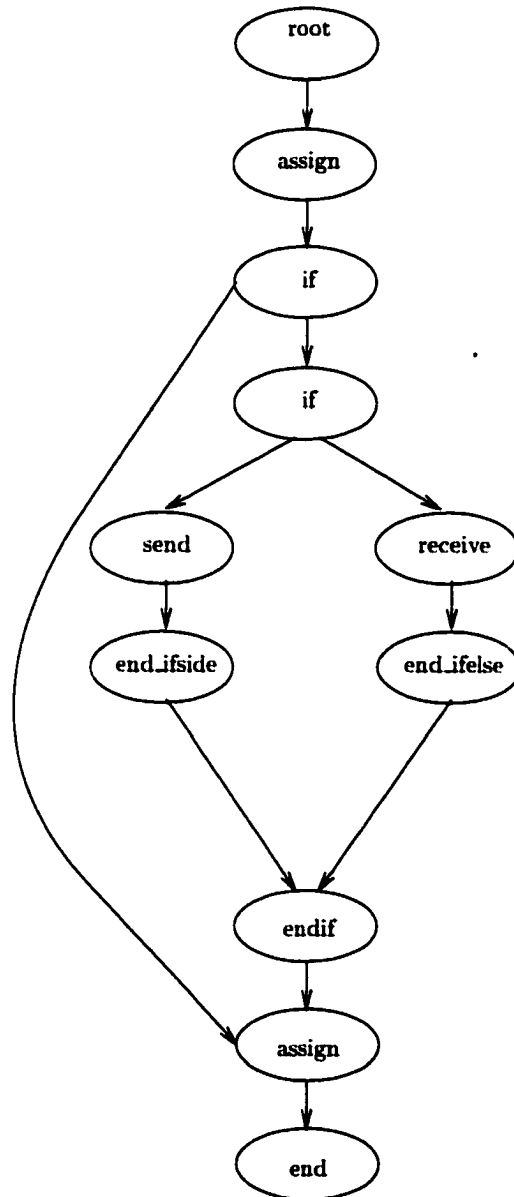 root
assign
if
if
send receive
end_ifside end_ifelse
endif
assign
end